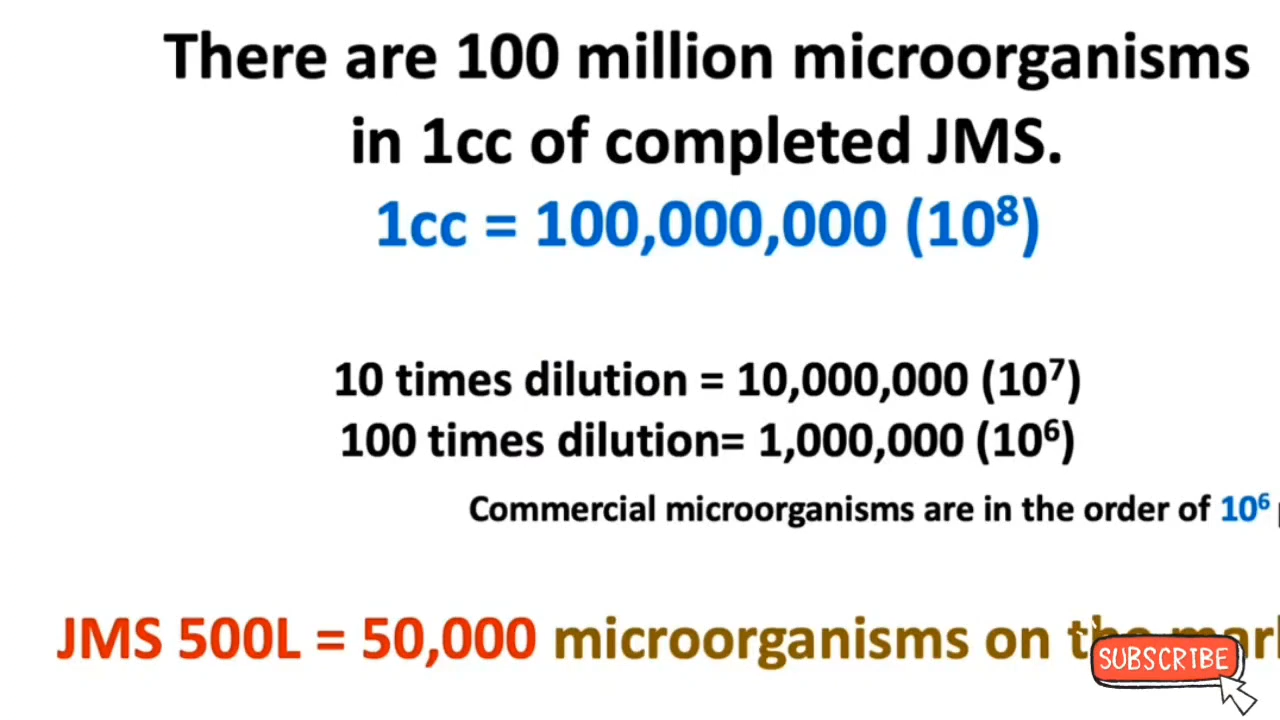 There are 100 million microorganisms
in 1cc of completed JMS.
1cc = 100,000,000 (10⁸)
10 times dilution = 10,000,000 (10⁷)
100 times dilution= 1,000,000 (10⁶)
Commercial microorganisms are in the order of 10⁶
JMS 500L = 50,000 microorganisms on the
SUBSCRIBE